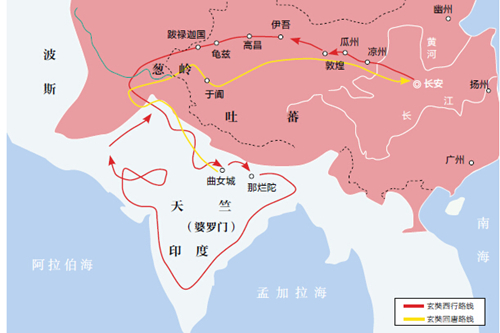 幽州
伊吾
跋禄迦国
高昌
瓜州
黄河
波斯
龟兹
敦煌
凉州
葱岭
长安
扬州
于阗
吐蕃
长江
广州
曲女城
那烂陀
天竺
（婆罗门）
印度
南海
阿拉伯海
孟加拉海
玄奘西行路线
玄奘回唐路线